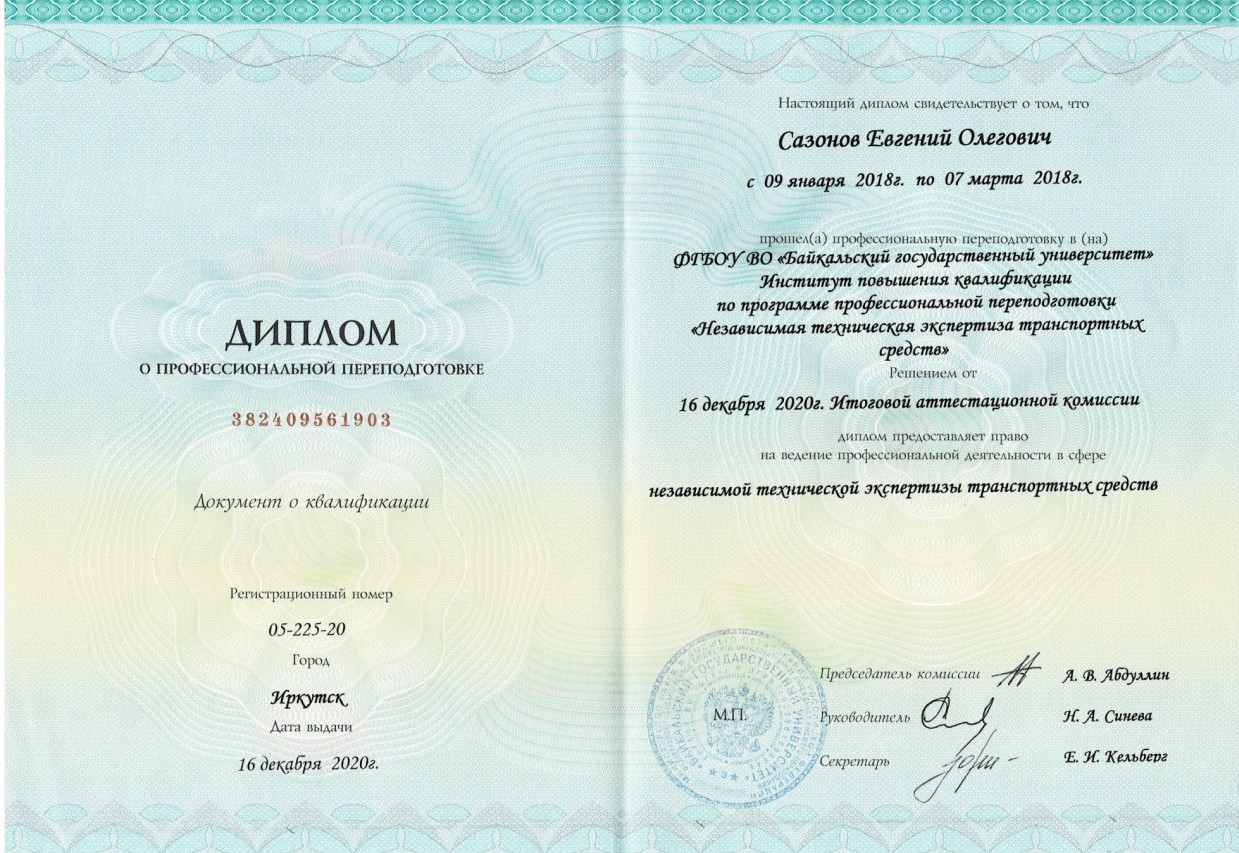 ДИПЛОМ
О ПРОФЕССИОНАЛЬНОЙ ПЕРЕПОДГОТОВКЕ
382409561903
Документ о квалификации
Регистрационный номер
05-225-20
Город
Иркутск
Дата выдачи
16 декабря 2020г.
Настоящий диплом свидетельствует о том, что
Сазонов Евгений Олегович
с 09 января 2018г. по 07 марта 2018г.
прошел(а) профессиональную переподготовку в (на)
ФГБОУ ВО «Байкальский государственный университет»
Институт повышения квалификации
по программе профессиональной переподготовки
«Независимая техническая экспертиза транспортных
средств»
Решением от
16 декабря 2020г. Итоговой аттестационной комиссии
диплом предоставляет право
на ведение профессиональной деятельности в сфере
независимой технической экспертизы транспортных средств
БАЙКАЛЬСКИЙ ГОСУДАРСТВЕННЫЙ УНИВЕРСИТЕТ
М.П.
Председатель комиссии А. В. Абдуллин
Руководитель Н. А. Синева
Секретарь Е. И. Кельберг